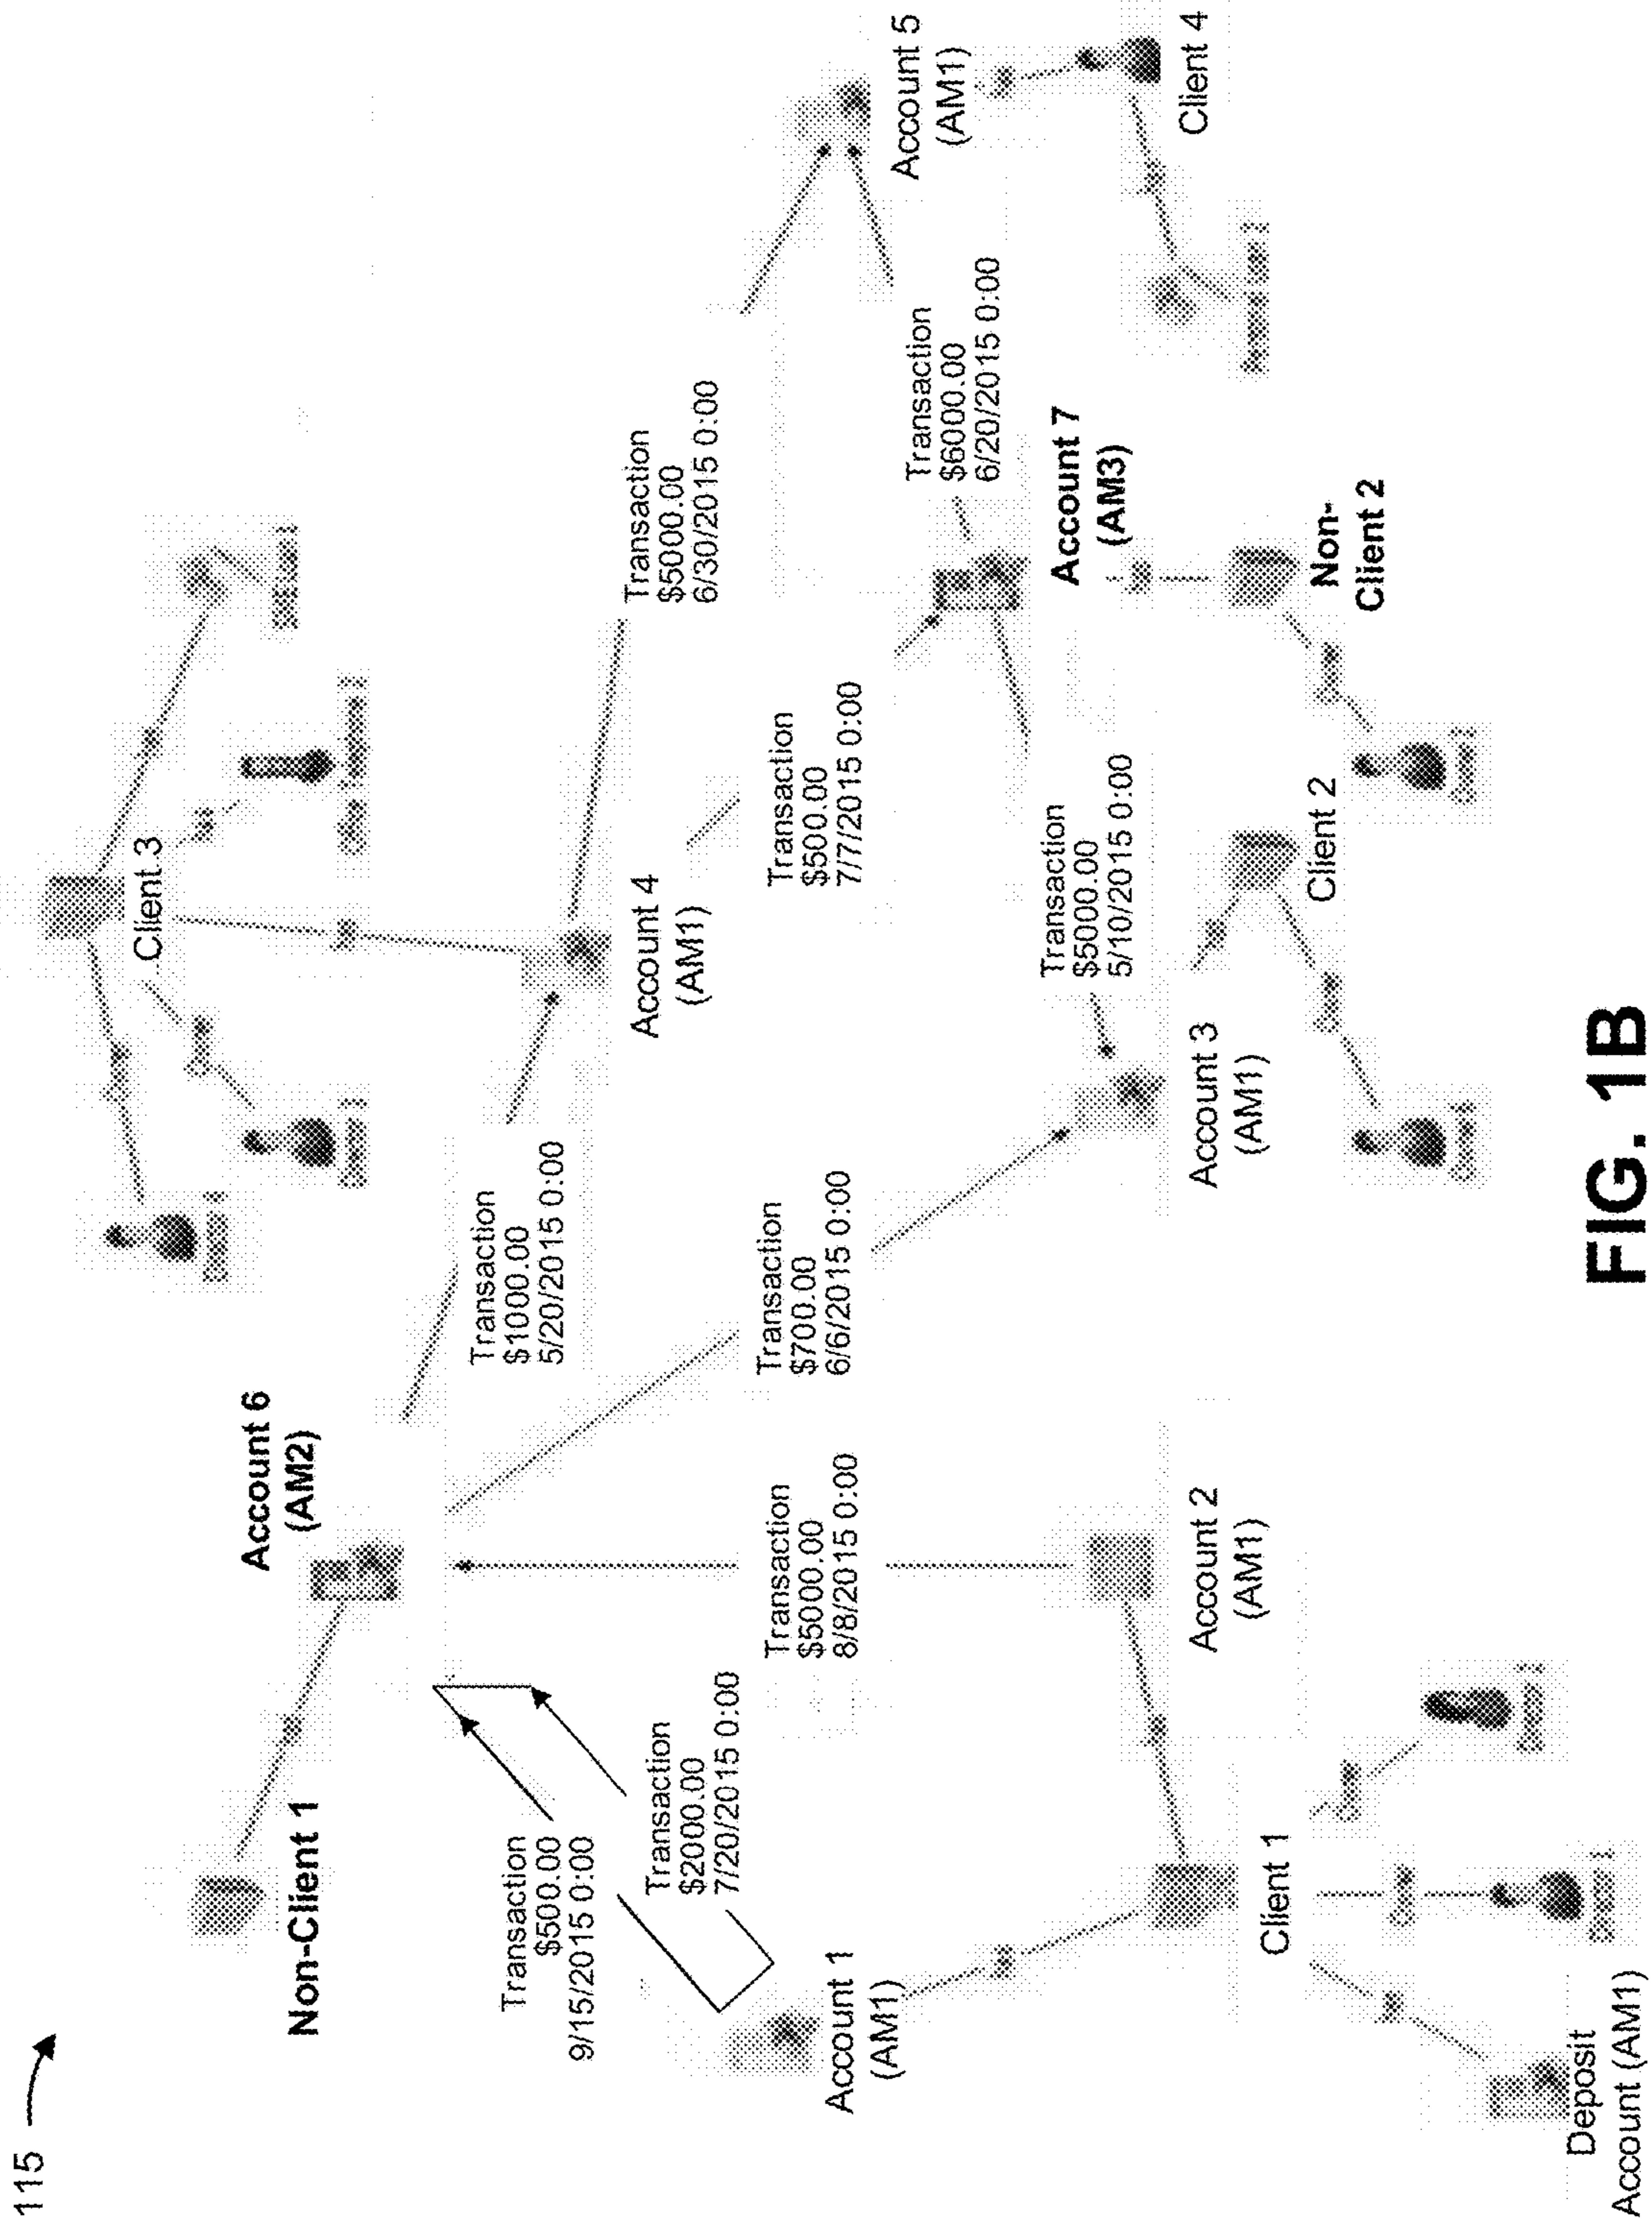 115
Non-Client 1
Account 6
(AM2)
Client 3
Transaction
$500.00
9/15/2015 0:00
Transaction
$2000.00
7/20/2015 0:00
Transaction
$1000.00
5/20/2015 0:00
Account 4
(AM1)
Transaction
$5000.00
6/30/2015 0:00
Account 5
(AM1)
Account 1
(AM1)
Transaction
$5000.00
8/8/2015 0:00
Transaction
$700.00
6/6/2015 0:00
Transaction
$500.00
7/7/2015 0:00
Transaction
$6000.00
6/20/2015 0:00
Transaction
$5000.00
5/10/2015 0:00
Account 7
(AM3)
Client 4
Client 1
Account 2
(AM1)
Account 3
(AM1)
Client 2
Non-
Client 2
Deposit
Account (AM1)
FIG. 1B